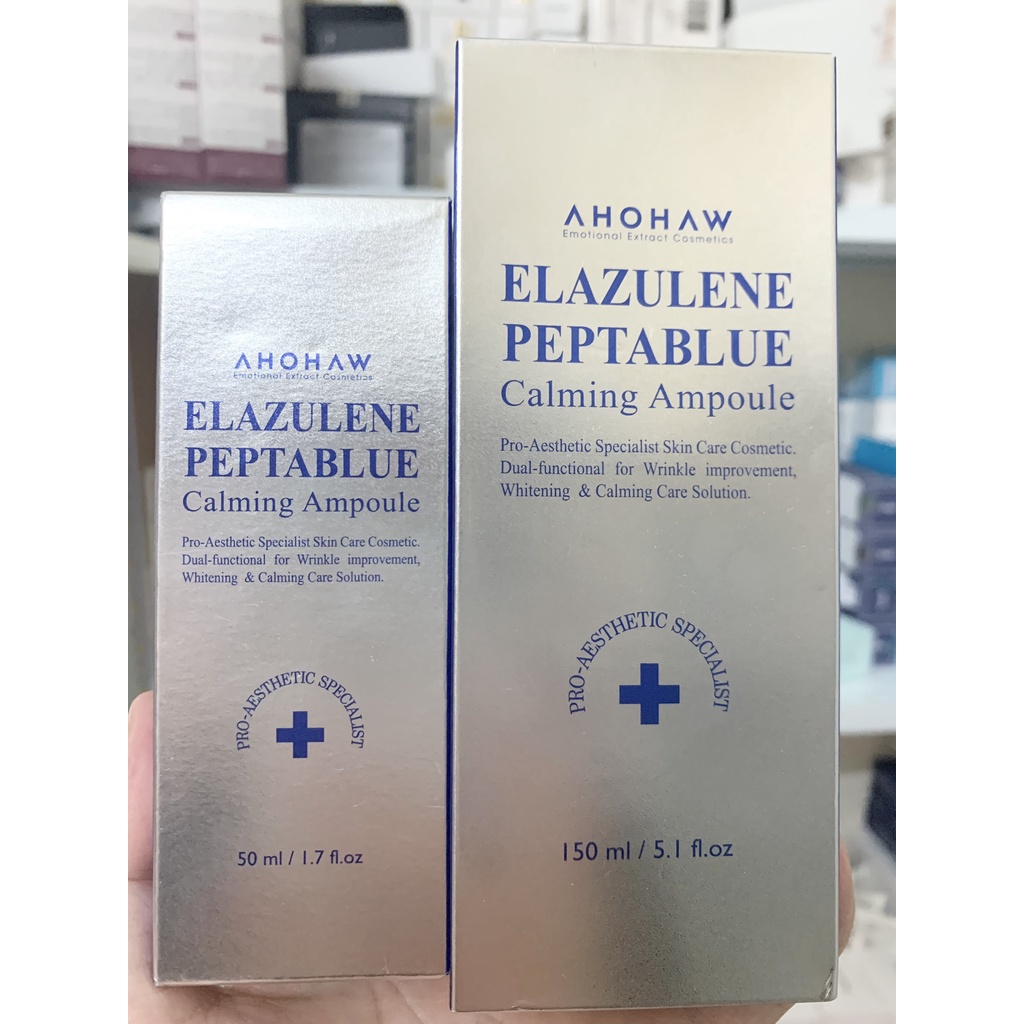 AHOHAW
Emotional Extract Cosmetics
ELAZULENE
PEPTABLUE
Calming Ampoule
Pro-Aesthetic Specialist Skin Care Cosmetic.
Dual-functional for Wrinkle improvement,
Whitening & Calming Care Solution.
PRO-AESTHETIC SPECIALIST
50 ml / 1.7 fl.oz
AHOHAW
Emotional Extract Cosmetics
ELAZULENE
PEPTABLUE
Calming Ampoule
Pro-Aesthetic Specialist Skin Care Cosmetic.
Dual-functional for Wrinkle improvement,
Whitening & Calming Care Solution.
PRO-AESTHETIC SPECIALIST
150 ml / 5.1 fl.oz